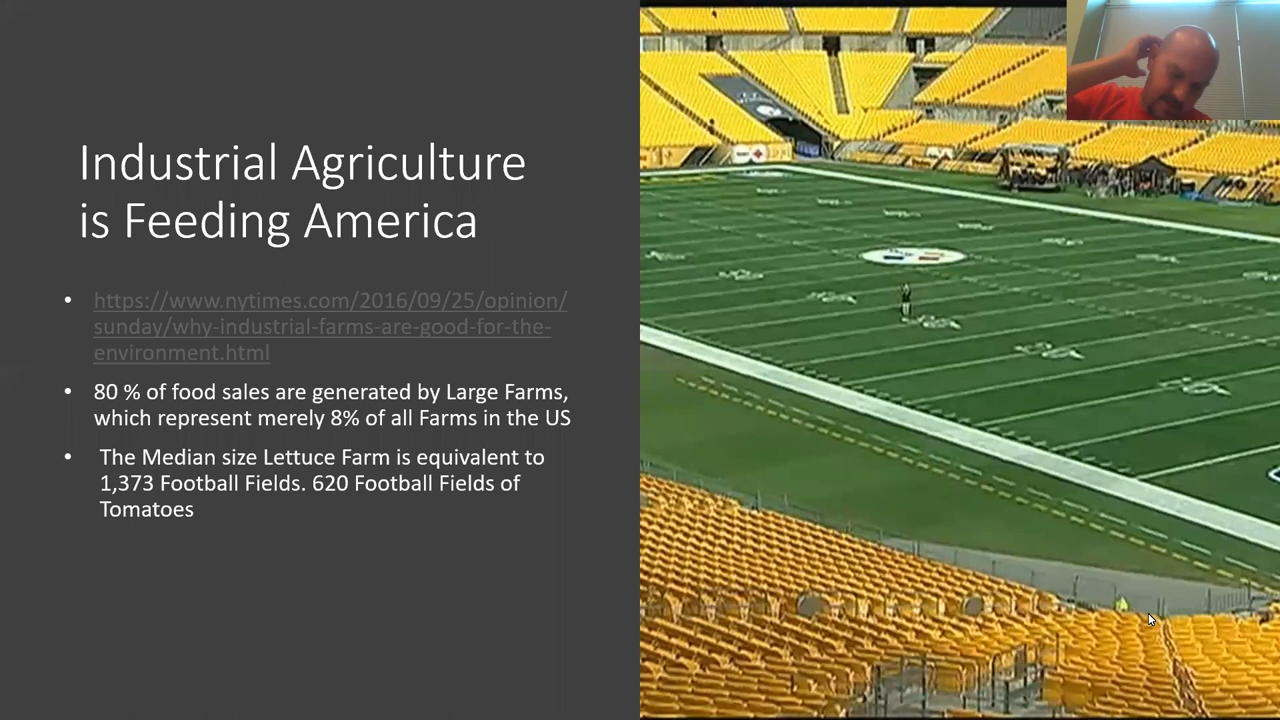 Industrial Agriculture
is Feeding America
• https://www.nytimes.com/2016/09/25/opinion/
sunday/why-industrial-farms-are-good-for-the-
environment.html
• 80 % of food sales are generated by Large Farms,
which represent merely 8% of all Farms in the US
• The Median size Lettuce Farm is equivalent to
1,373 Football Fields. 620 Football Fields of
Tomatoes